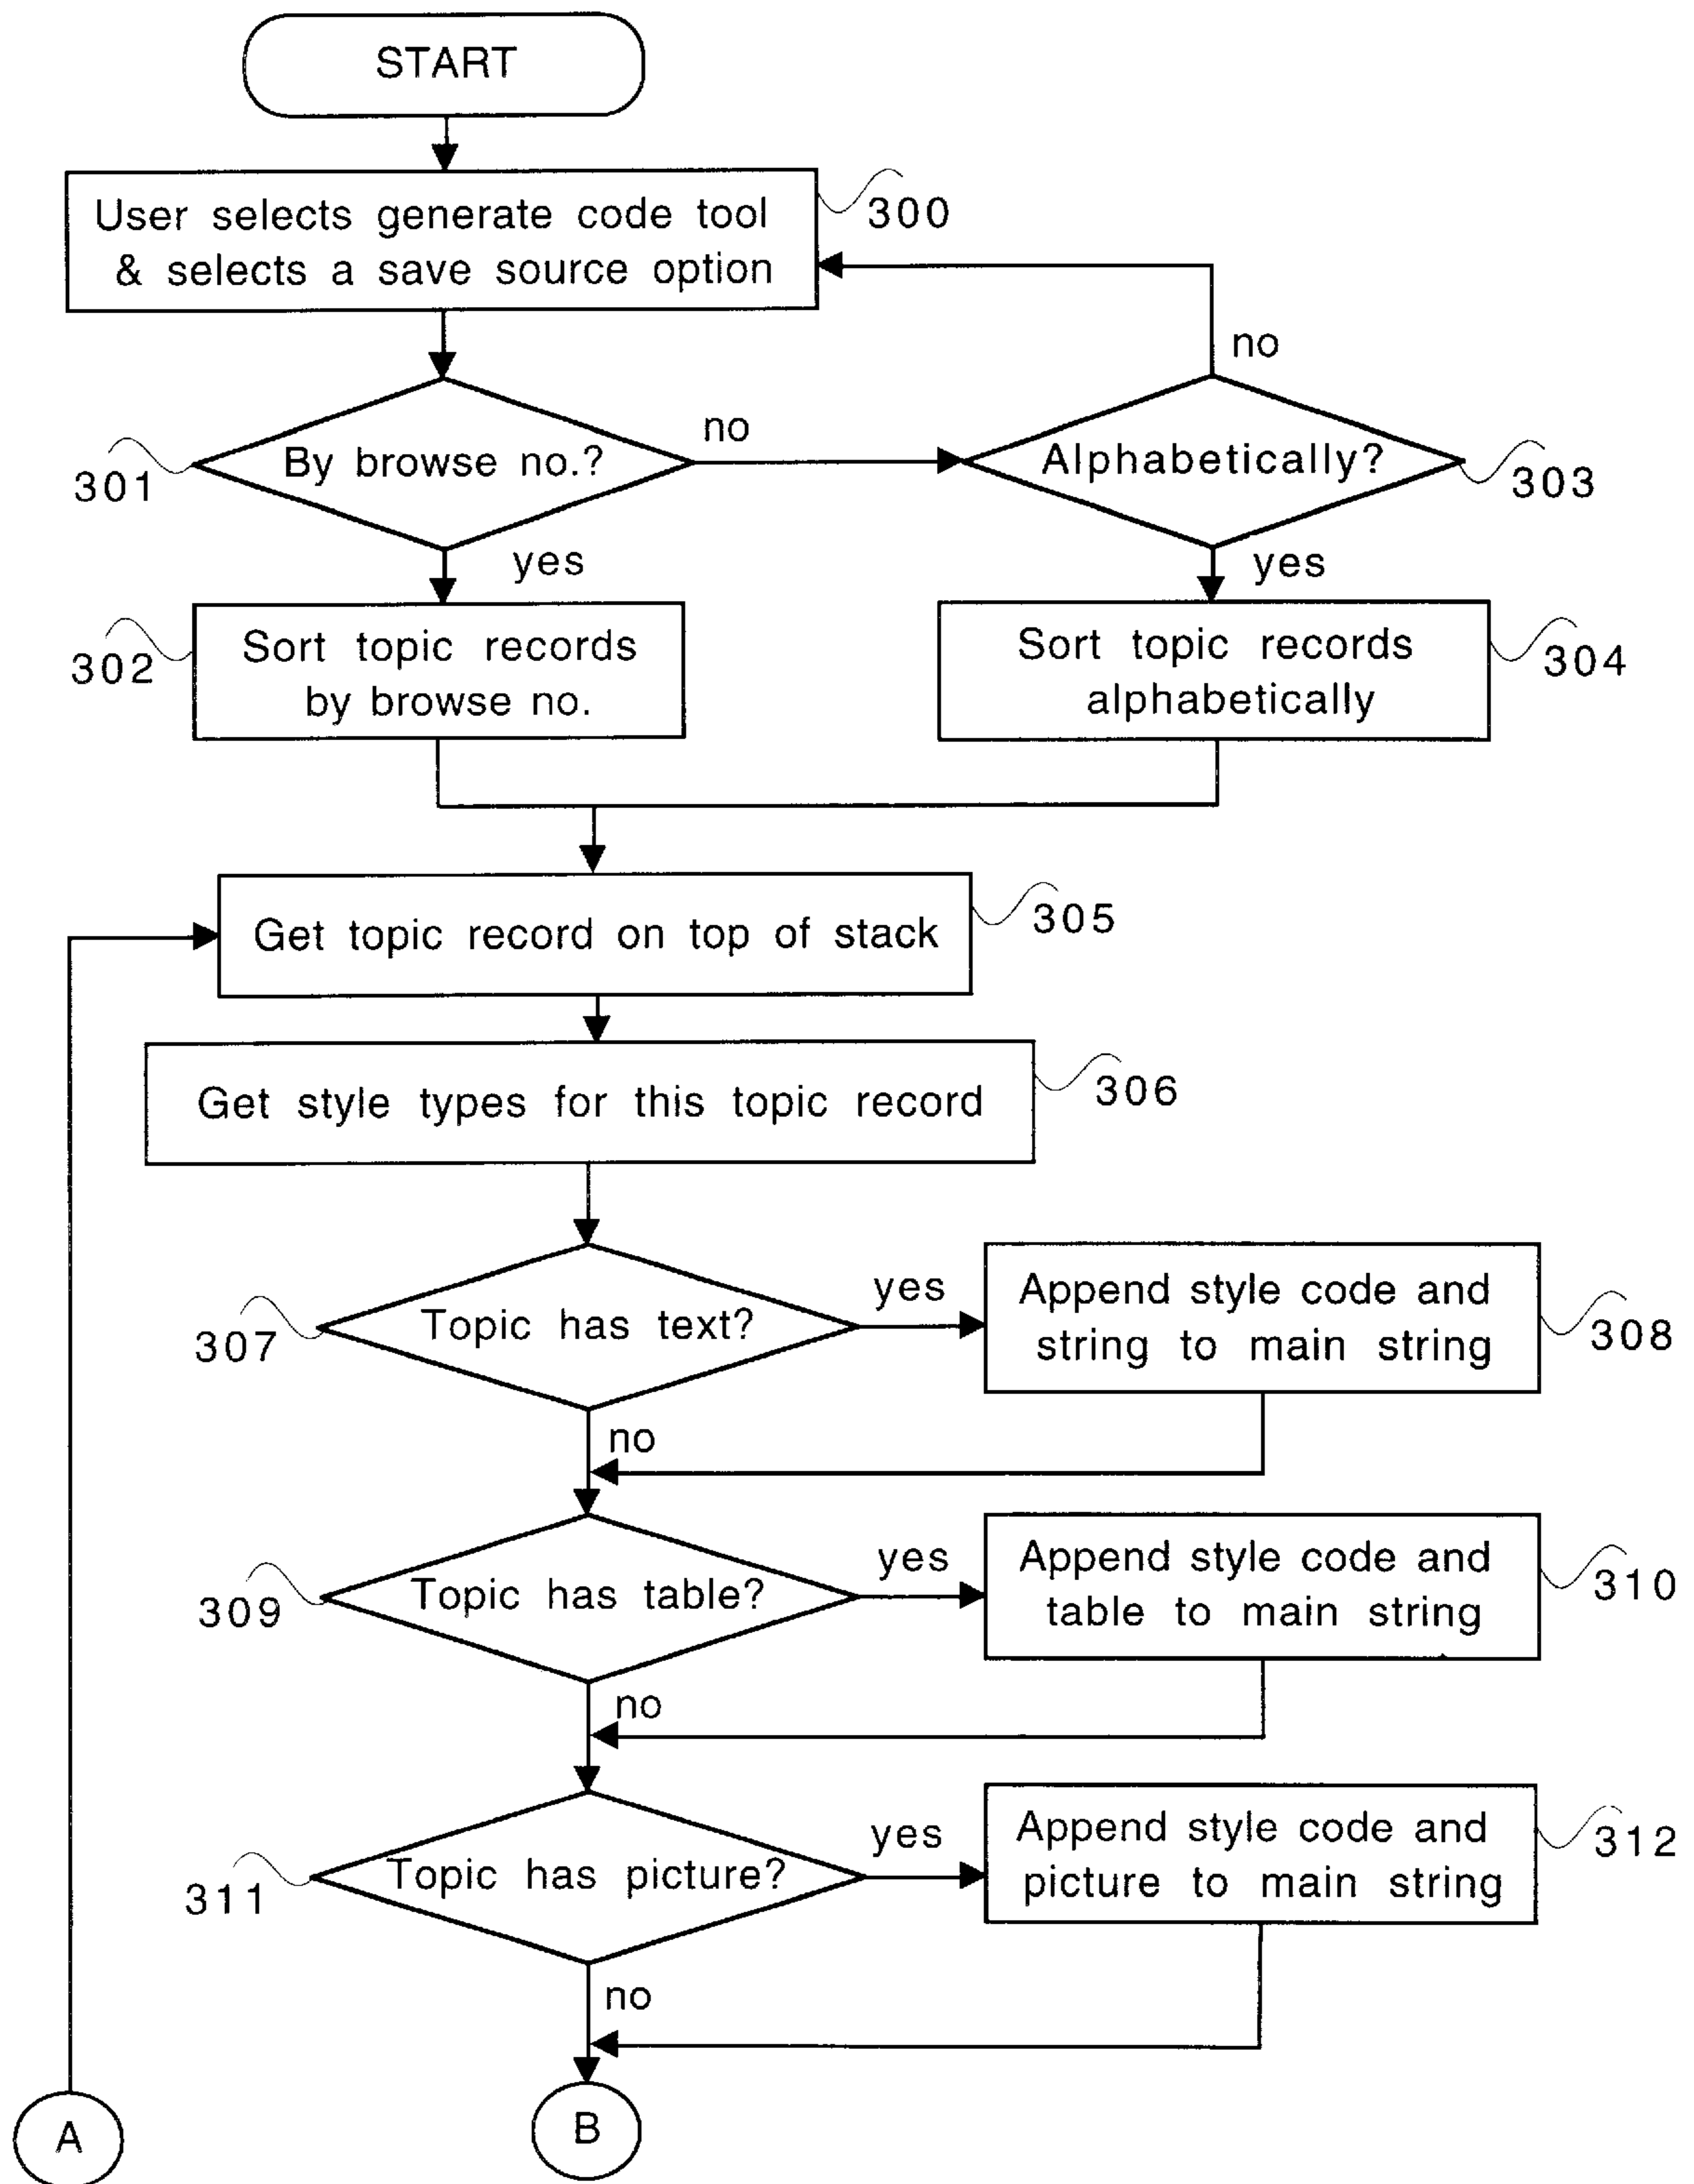 START
User selects generate code tool
& selects a save source option
300
no
By browse no.?
301
no
Alphabetically?
303
yes
yes
Sort topic records
by browse no.
302
Sort topic records
alphabetically
304
Get topic record on top of stack
305
Get style types for this topic record
306
Topic has text?
307
yes
Append style code and
string to main string
308
no
Topic has table?
309
yes
Append style code and
table to main string
310
no
Topic has picture?
311
yes
Append style code and
picture to main string
312
no
A
B